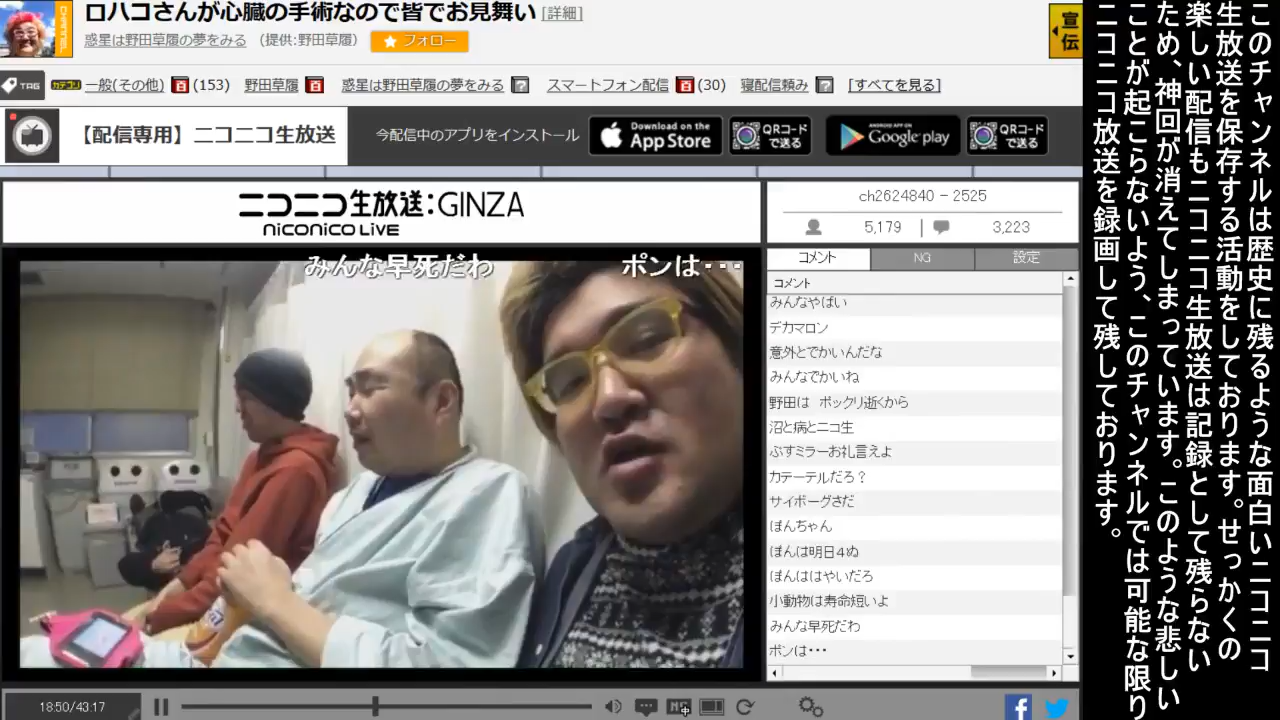 ロハコさんが心臓の手術なので皆でお見舞い [詳細]
惑星は野田草履の夢をみる (提供:野田草履) フォロー
CHANNEL
宣伝
TAG カテゴリ 一般(その他) (153) 野田草履 惑星は野田草履の夢をみる ? スマートフォン配信 (30) 寝配信頼み ? [すべてを見る]
【配信専用】ニコニコ生放送
今配信中のアプリをインストール
Download on the App Store
QRコードで送る
ANDROID APP ON Google play
QRコードで送る
ニコニコ生放送:GINZA
niconico LIVE
ch2624840 - 2525
5,179 | 3,223
コメント NG 設定
コメント
みんなやばい
デカマロン
意外とでかいんだな
みんなでかいね
野田は ポックリ逝くから
沼と病とニコ生
ぶすミラーお礼言えよ
カテーテルだろ?
サイボーグさだ
ぽんちゃん
ぽんは明日4ぬ
ぽんははやいだろ
小動物は寿命短いよ
みんな早死だわ
ポンは・・・
みんな早死だわ
ポンは・・・
18:50/43:17
このチャンネルは歴史に残るような面白いニコニコ
生放送を保存する活動をしております。せっかくの
楽しい配信もニコニコ生放送は記録として残らない
ため、神回が消えてしまっています。このような悲しい
ことが起こらないよう、このチャンネルでは可能な限り
ニコニコ放送を録画して残しております。